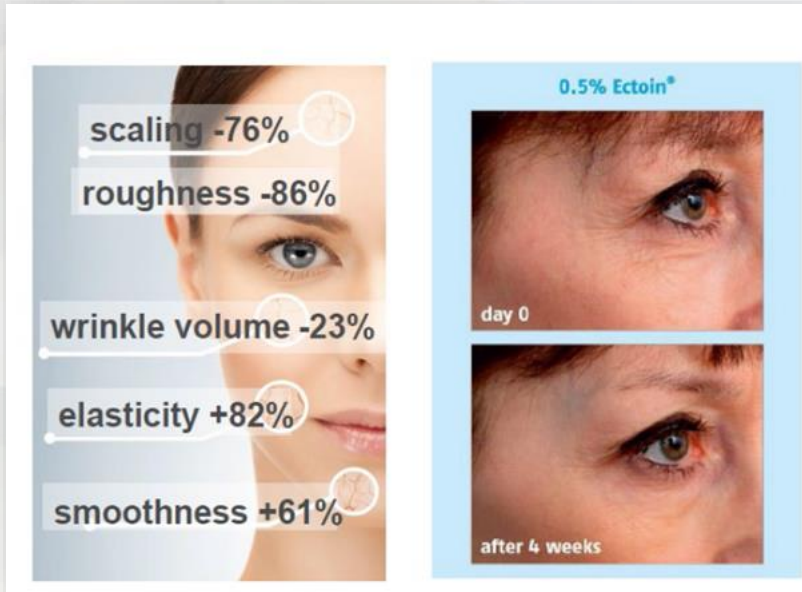 scaling -76%
roughness -86%
wrinkle volume -23%
elasticity +82%
smoothness +61%
0.5% Ectoin®
day 0
after 4 weeks